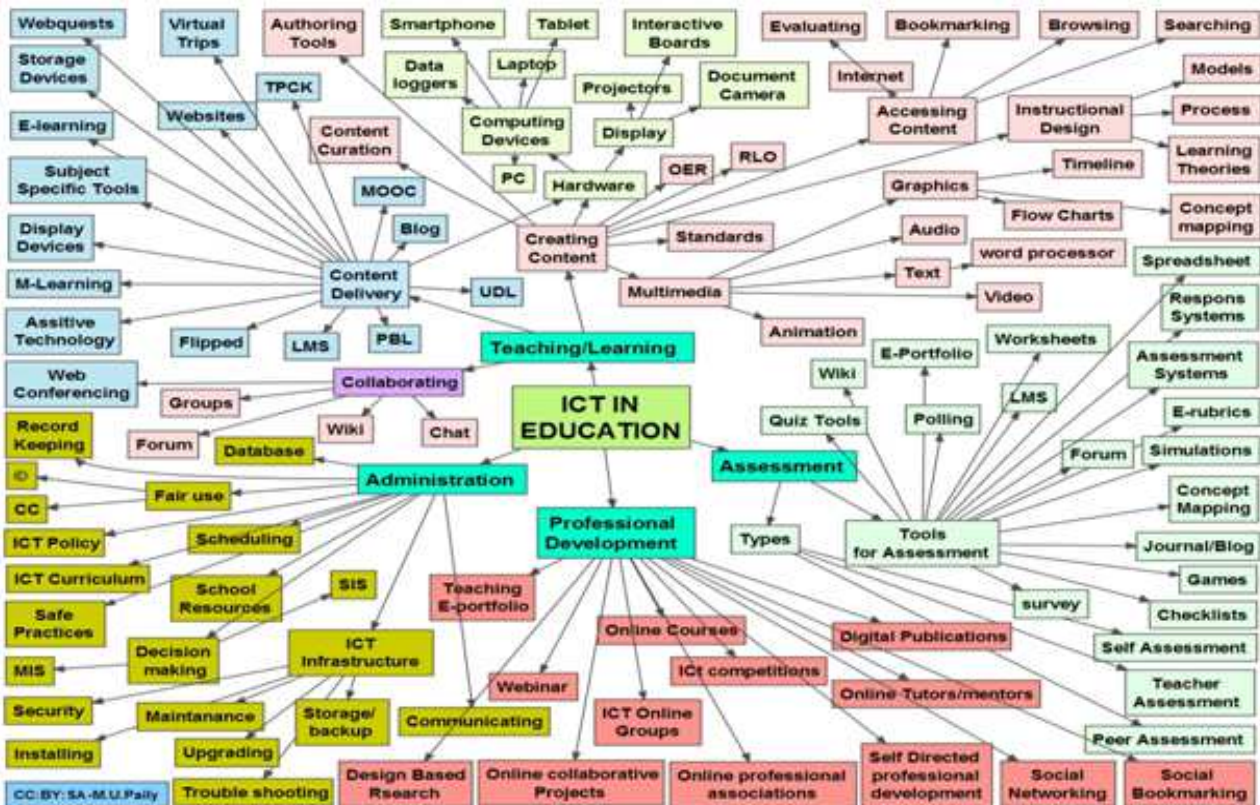 Webquests
Virtual
Trips
Authoring
Tools
Smartphone
Tablet
Interactive
Boards
Evaluating
Bookmarking
Browsing
Searching
Storage
Devices
Data
loggers
Laptop
Projectors
Document
Camera
Internet
Models
TPCK
Websites
E-learning
Content
Curation
Computing
Devices
Display
Accessing
Content
Instructional
Design
Process
Subject
Specific Tools
MOOC
PC
Hardware
OER
RLO
Graphics
Timeline
Learning
Theories
Display
Devices
Blog
Creating
Content
Standards
Audio
Flow Charts
Concept
mapping
Content
Delivery
UDL
Multimedia
Text
word processor
Spreadsheet
M-Learning
Video
Assitive
Technology
Flipped
LMS
PBL
Teaching/Learning
Animation
Worksheets
Respons
Systems
Web
Conferencing
Collaborating
E-Portfolio
Wiki
Assessment
Systems
Groups
ICT IN
EDUCATION
LMS
Record
Keeping
Forum
Wiki
Chat
Quiz Tools
Polling
E-rubrics
Database
Assessment
Forum
Simulations
©
Fair use
Administration
Concept
Mapping
CC
ICT Policy
Scheduling
Professional
Development
Types
Tools
for Assessment
Journal/Blog
ICT Curriculum
School
Resources
SIS
Teaching
E-portfolio
Games
Safe
Practices
survey
Checklists
Decision
making
ICT
Infrastructure
Online Courses
Digital Publications
Self Assessment
MIS
ICt competitions
Security
Maintanance
Storage/
backup
Webinar
Communicating
ICT Online
Groups
Online Tutors/mentors
Teacher
Assessment
Installing
Upgrading
Peer Assessment
CC:BY:SA-M.U.Paily
Trouble shooting
Design Based
Rsearch
Online collaborative
Projects
Online professional
associations
Self Directed
professional
development
Social
Networking
Social
Bookmarking